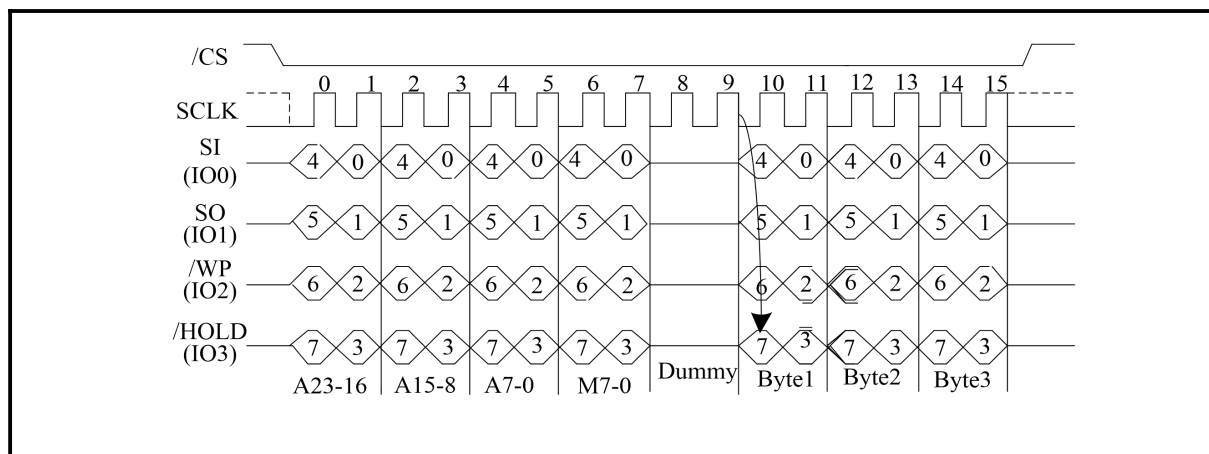 /CS
0 1 2 3 4 5 6 7 8 9 10 11 12 13 14 15
SCLK
SI
(IO0)
4 0 4 0 4 0 4 0 4 0 4 0 4 0
SO
(IO1)
5 1 5 1 5 1 5 1 5 1 5 1 5 1
/WP
(IO2)
6 2 6 2 6 2 6 2 6 2 6 2 6 2
/HOLD
(IO3)
7 3 7 3 7 3 7 3 7 3 7 3 7 3
A23-16 A15-8 A7-0 M7-0 Dummy Byte1 Byte2 Byte3